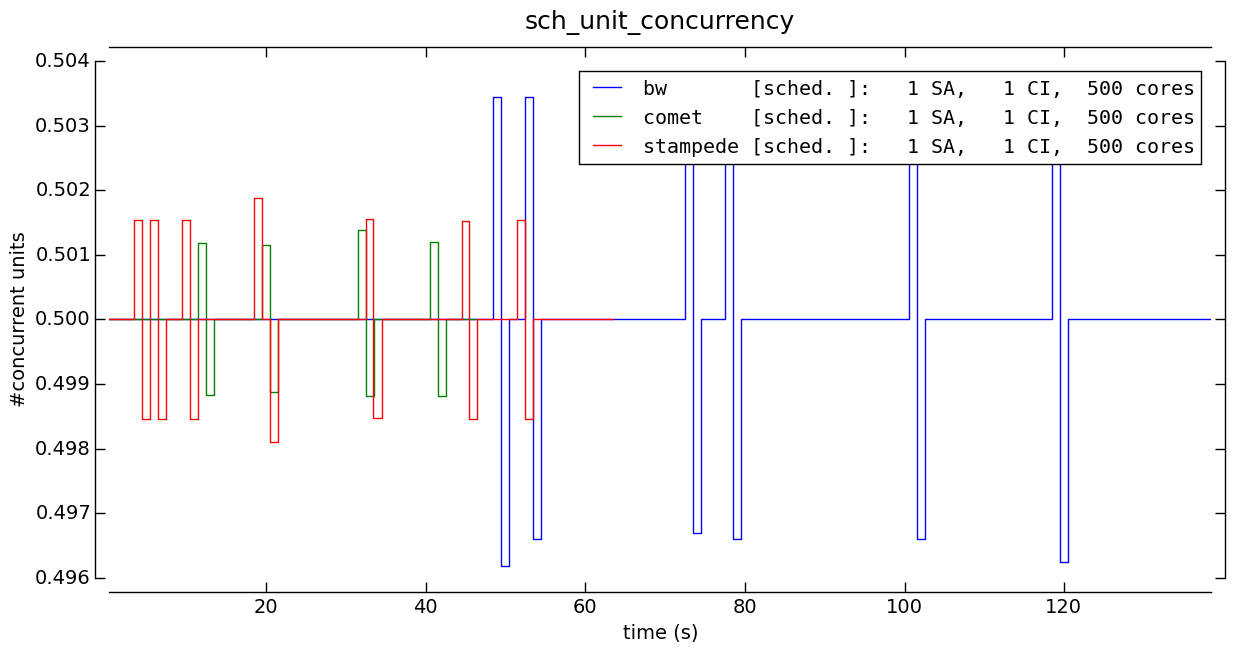 sch_unit_concurrency
0.504
0.503
0.502
0.501
0.500
0.499
0.498
0.497
0.496
#concurrent units
bw       [sched. ]:   1 SA,   1 CI,  500 cores
comet    [sched. ]:   1 SA,   1 CI,  500 cores
stampede [sched. ]:   1 SA,   1 CI,  500 cores
20 40 60 80 100 120
time (s)